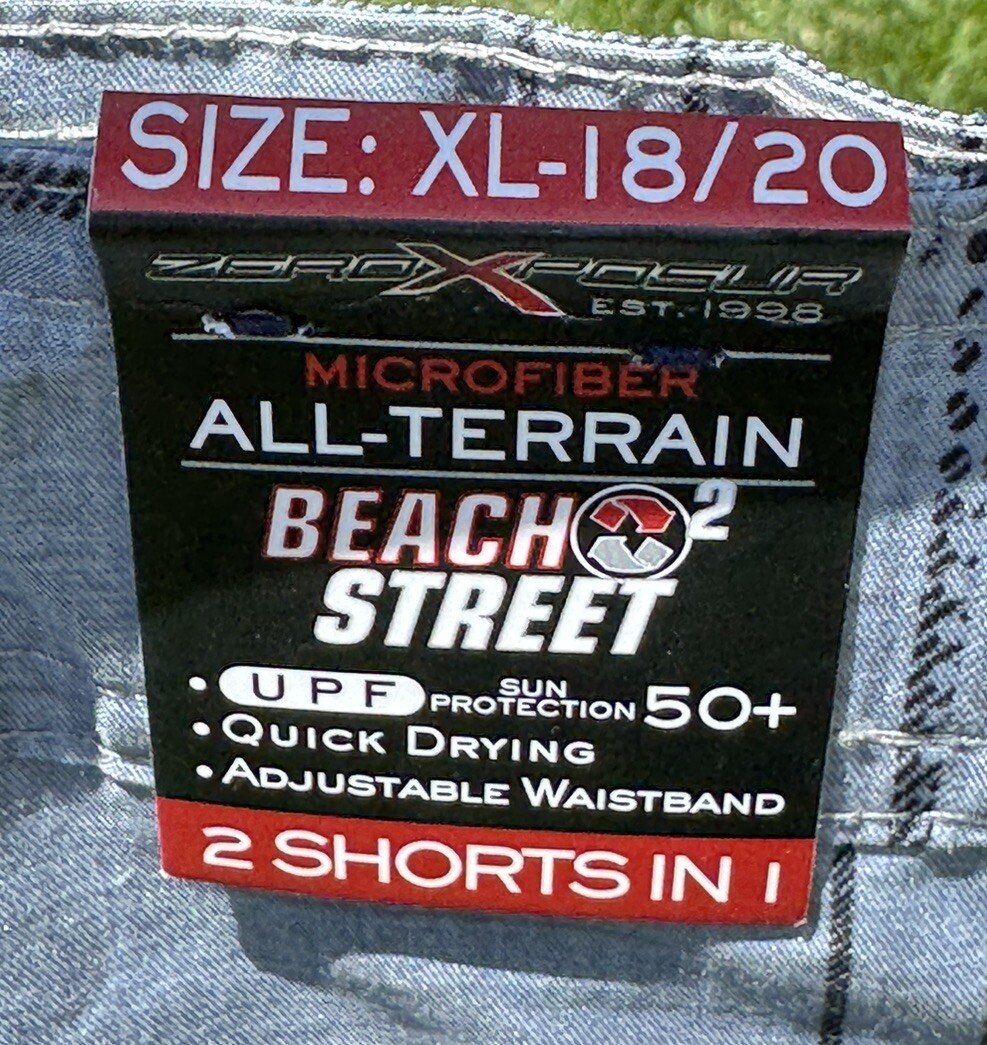 SIZE: XL-18/20
ZEROXPOSUR
EST. 1998
MICROFIBER
ALL-TERRAIN
BEACH 2
STREET
• UPF SUN PROTECTION 50+
• QUICK DRYING
• ADJUSTABLE WAISTBAND
2 SHORTS IN 1